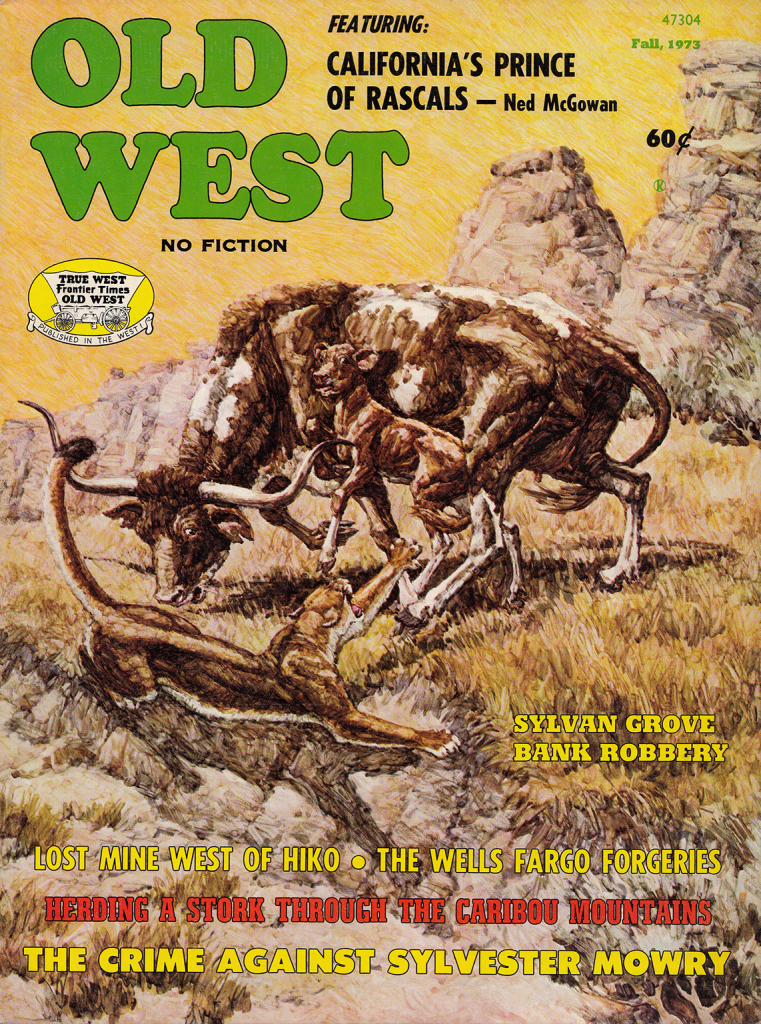 OLD
WEST
NO FICTION
FEATURING:
CALIFORNIA'S PRINCE
OF RASCALS — Ned McGowan
47304
Fall, 1973
60¢
K
TRUE WEST
Frontier Times
OLD WEST
PUBLISHED IN THE WEST!
SYLVAN GROVE
BANK ROBBERY
LOST MINE WEST OF HIKO • THE WELLS FARGO FORGERIES
HERDING A STORK THROUGH THE CARIBOU MOUNTAINS
THE CRIME AGAINST SYLVESTER MOWRY